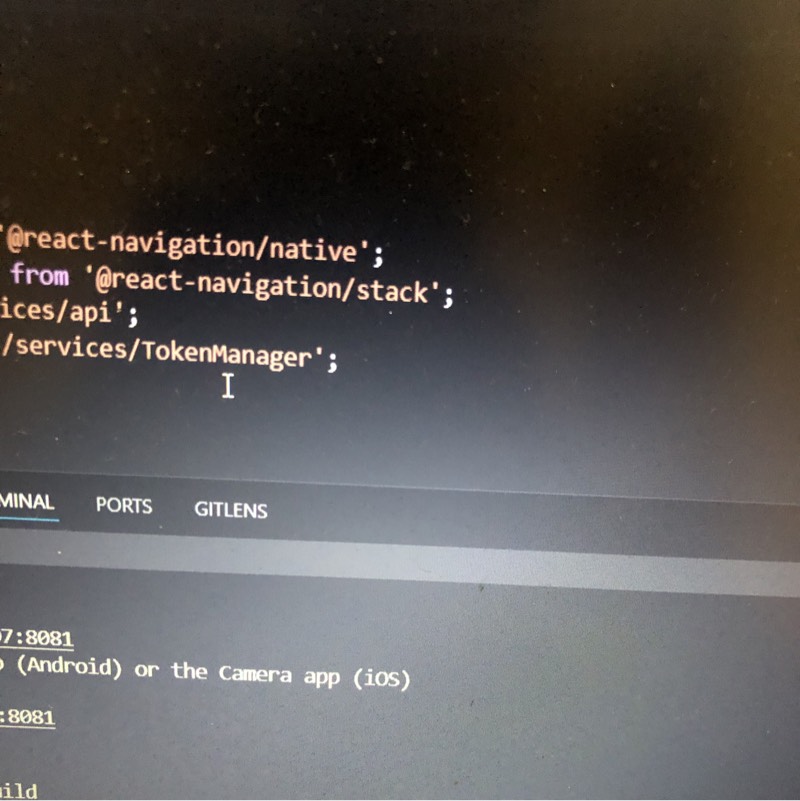 '@react-navigation/native';
from '@react-navigation/stack';
ices/api';
/services/TokenManager';
MINAL PORTS GITLENS
7:8081
(Android) or the Camera app (iOS)
:8081
ild